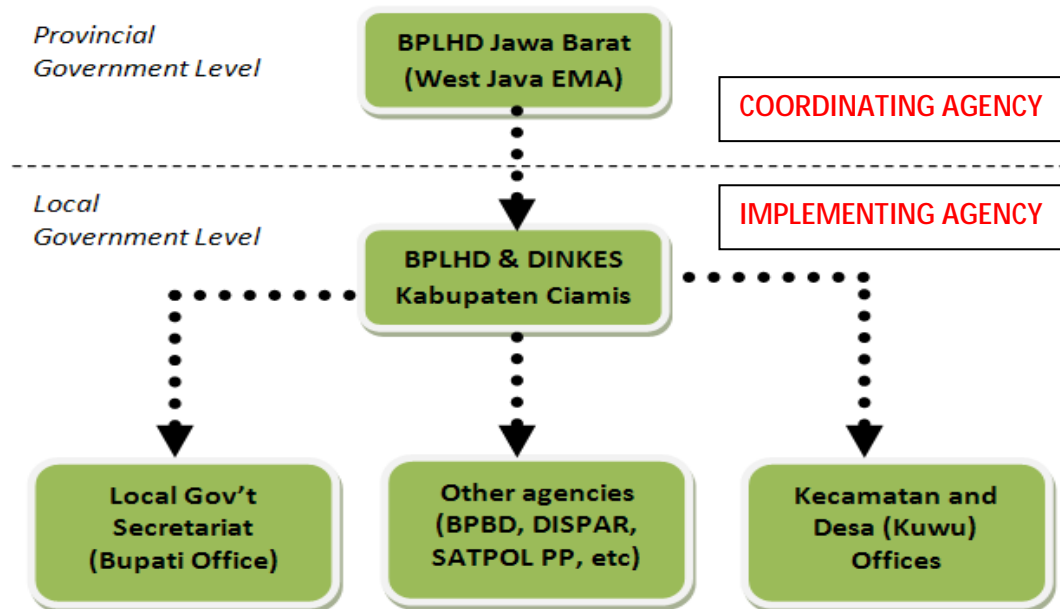 Provincial
Government Level
BPLHD Jawa Barat
(West Java EMA)
COORDINATING AGENCY
Local
Government Level
IMPLEMENTING AGENCY
BPLHD & DINKES
Kabupaten Ciamis
Local Gov’t
Secretariat
(Bupati Office)
Other agencies
(BPBD, DISPAR,
SATPOL PP, etc)
Kecamatan and
Desa (Kuwu)
Offices